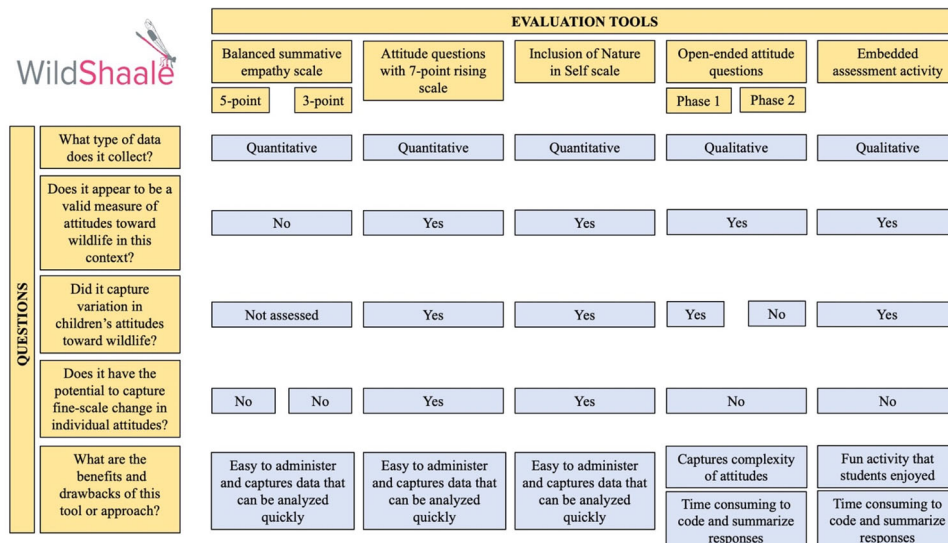 EVALUATION TOOLS
WildShaale
Balanced summative
empathy scale
5-point
3-point
Attitude questions
with 7-point rising
scale
Inclusion of Nature
in Self scale
Open-ended attitude
questions
Phase 1
Phase 2
Embedded
assessment activity
QUESTIONS
What type of data
does it collect?
Quantitative
Quantitative
Quantitative
Qualitative
Qualitative
Does it appear to be a
valid measure of
attitudes toward
wildlife in this
context?
No
Yes
Yes
Yes
Yes
Did it capture
variation in
children’s attitudes
toward wildlife?
Not assessed
Yes
Yes
Yes
No
Yes
Does it have the
potential to capture
fine-scale change in
individual attitudes?
No
No
Yes
Yes
No
No
What are the
benefits and
drawbacks of this
tool or approach?
Easy to administer
and captures data that
can be analyzed
quickly
Easy to administer
and captures data that
can be analyzed
quickly
Easy to administer
and captures data that
can be analyzed
quickly
Captures complexity
of attitudes
Time consuming to
code and summarize
responses
Fun activity that
students enjoyed
Time consuming to
code and summarize
responses